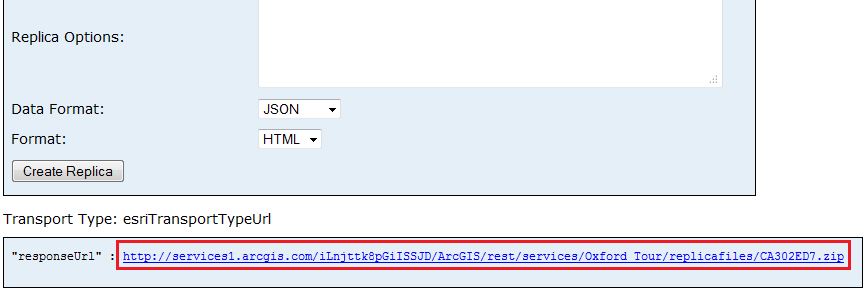 Replica Options:
Data Format: JSON
Format: HTML
Create Replica
Transport Type: esriTransportTypeUrl
"responseUrl" : http://services1.arcgis.com/iLnjttk8pGiISSJD/ArcGIS/rest/services/Oxford_Tour/replicafiles/CA302ED7.zip